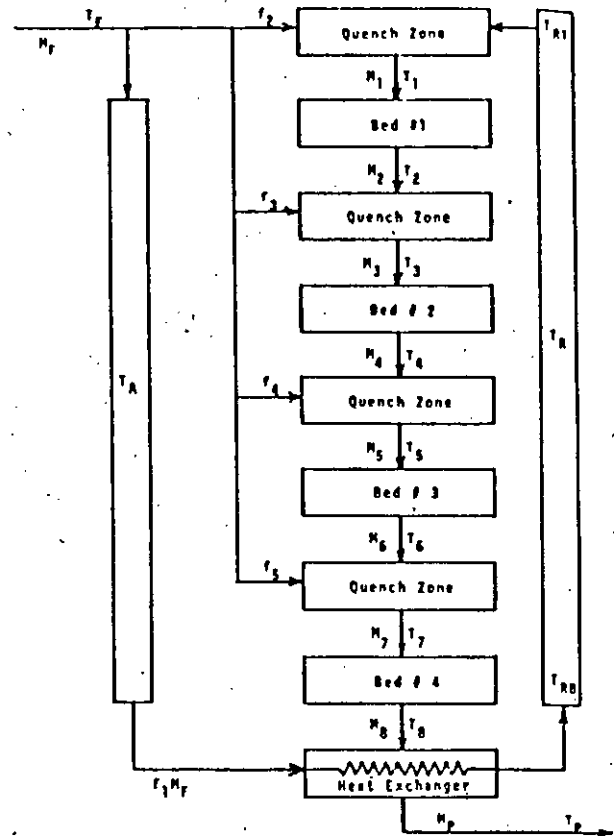 T_F
M_F
f_2
Quench Zone
T_R1
M_1 T_1
Bed #1
M_2 T_2
f_3
Quench Zone
M_3 T_3
Bed # 2
T_R
T_A
M_4 T_4
f_4
Quench Zone
M_5 T_5
Bed # 3
M_6 T_6
f_5
Quench Zone
M_7 T_7
Bed # 4
T_RB
M_8 T_8
f_1M_F
Heat Exchanger
M_P T_P